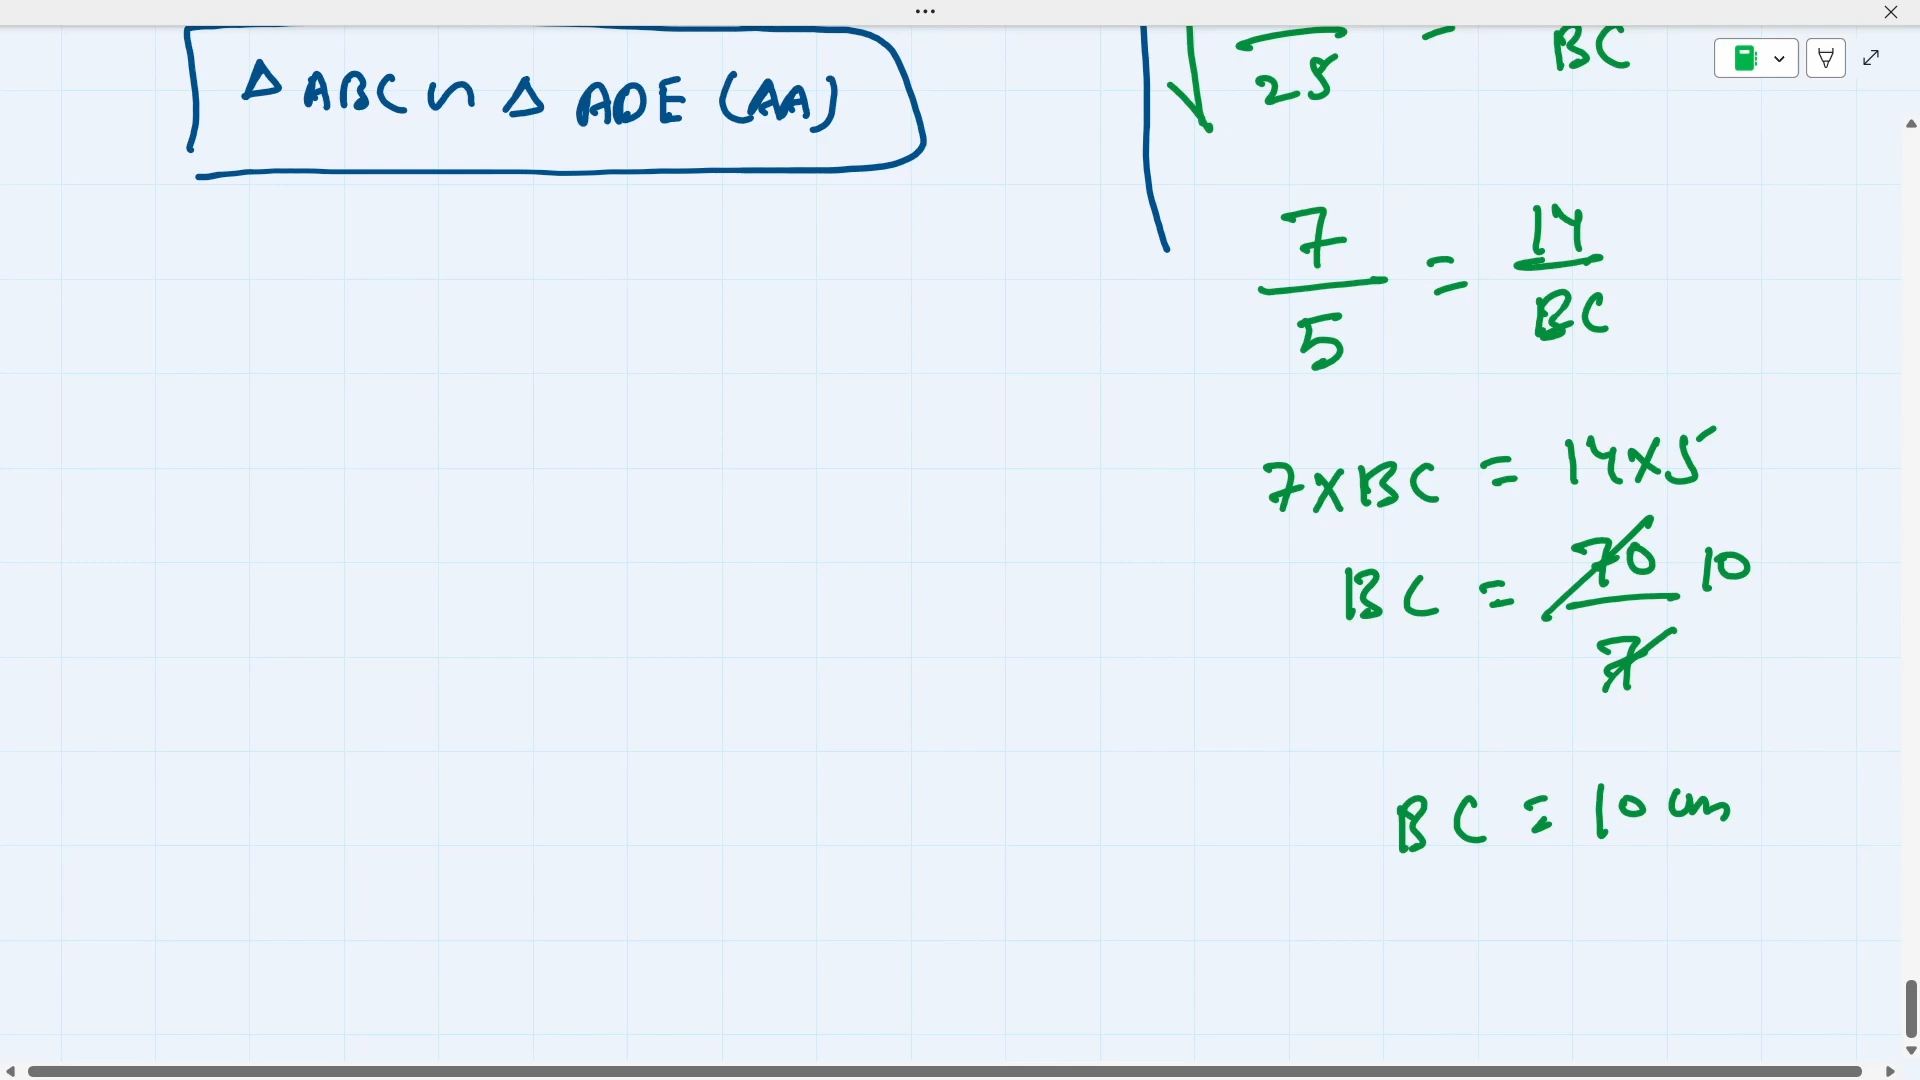 Δ ABC ∽ Δ ADE (AA)
√ /25 = /BC
7/5 = 14/BC
7×BC = 14×5
BC = 70/7 10
BC = 10 cm